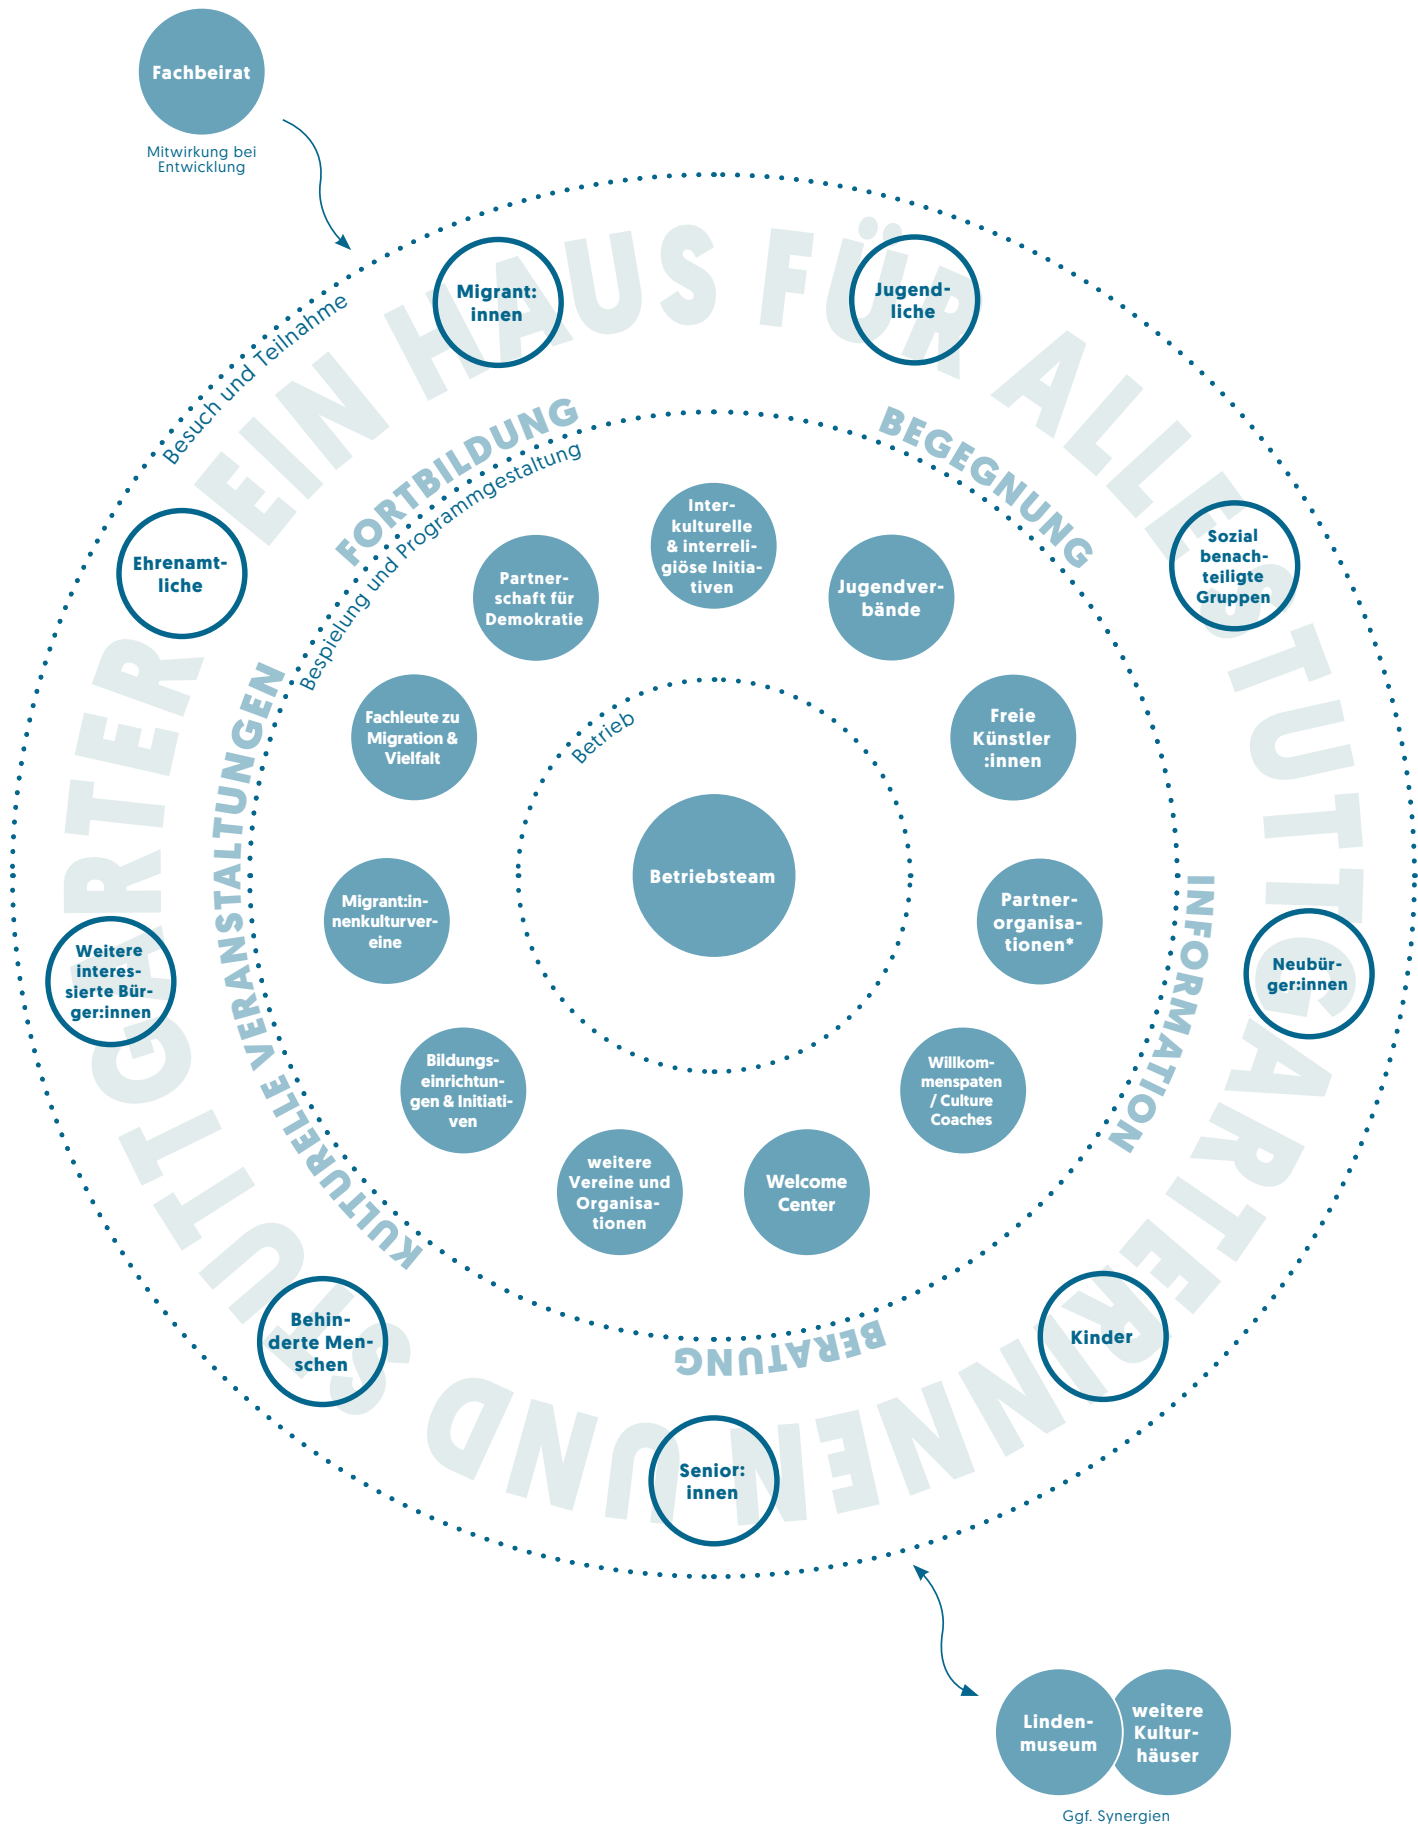 Fachbeirat
Mitwirkung bei
Entwicklung
EIN HAUS FÜR ALLE STUTTGARTERINNEN UND STUTTGARTER
Besuch und Teilnahme
Migrant:
innen
Jugend-
liche
Sozial
benach-
teiligte
Gruppen
Neubür-
ger:innen
Kinder
Senior:
innen
Behin-
derte Men-
schen
Weitere
interes-
sierte Bür-
ger:innen
Ehrenamt-
liche
FORTBILDUNG
BEGEGNUNG
INFORMATION
BERATUNG
KULTURELLE VERANSTALTUNGEN
Bespielung und Programmgestaltung
Inter-
kulturelle
& interreli-
giöse Initia-
tiven
Jugendver-
bände
Freie
Künstler
:innen
Partner-
organisa-
tionen*
Willkom-
menspaten
/ Culture
Coaches
Welcome
Center
weitere
Vereine und
Organisa-
tionen
Bildungs-
einrichtun-
gen & Initiati-
ven
Migrant:in-
nenkulturver-
eine
Fachleute zu
Migration &
Vielfalt
Partner-
schaft für
Demokratie
Betrieb
Betriebsteam
Linden-
museum
weitere
Kultur-
häuser
Ggf. Synergien